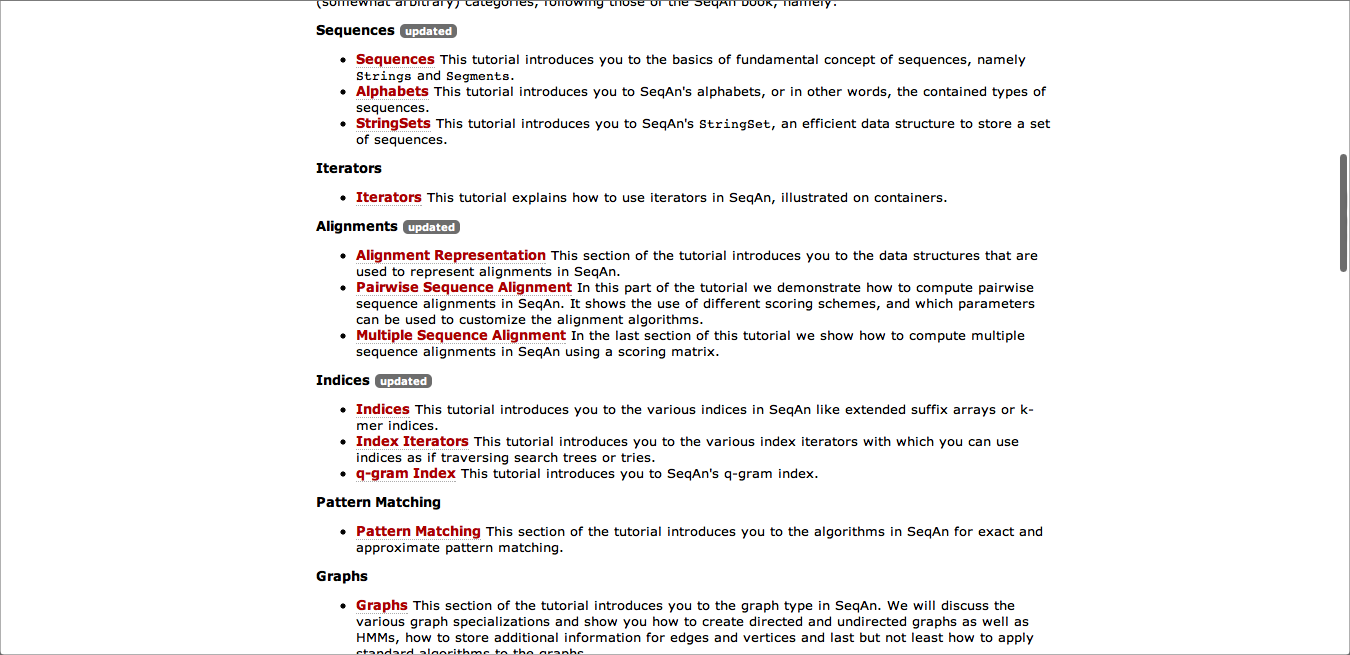 (somewhat arbitrary) categories, following those of the SeqAn book, namely:
Sequences updated
• Sequences This tutorial introduces you to the basics of fundamental concept of sequences, namely
Strings and Segments.
• Alphabets This tutorial introduces you to SeqAn's alphabets, or in other words, the contained types of
sequences.
• StringSets This tutorial introduces you to SeqAn's StringSet, an efficient data structure to store a set
of sequences.
Iterators
• Iterators This tutorial explains how to use iterators in SeqAn, illustrated on containers.
Alignments updated
• Alignment Representation This section of the tutorial introduces you to the data structures that are
used to represent alignments in SeqAn.
• Pairwise Sequence Alignment In this part of the tutorial we demonstrate how to compute pairwise
sequence alignments in SeqAn. It shows the use of different scoring schemes, and which parameters
can be used to customize the alignment algorithms.
• Multiple Sequence Alignment In the last section of this tutorial we show how to compute multiple
sequence alignments in SeqAn using a scoring matrix.
Indices updated
• Indices This tutorial introduces you to the various indices in SeqAn like extended suffix arrays or k-
mer indices.
• Index Iterators This tutorial introduces you to the various index iterators with which you can use
indices as if traversing search trees or tries.
• q-gram Index This tutorial introduces you to SeqAn's q-gram index.
Pattern Matching
• Pattern Matching This section of the tutorial introduces you to the algorithms in SeqAn for exact and
approximate pattern matching.
Graphs
• Graphs This section of the tutorial introduces you to the graph type in SeqAn. We will discuss the
various graph specializations and show you how to create directed and undirected graphs as well as
HMMs, how to store additional information for edges and vertices and last but not least how to apply
standard algorithms to the graphs.